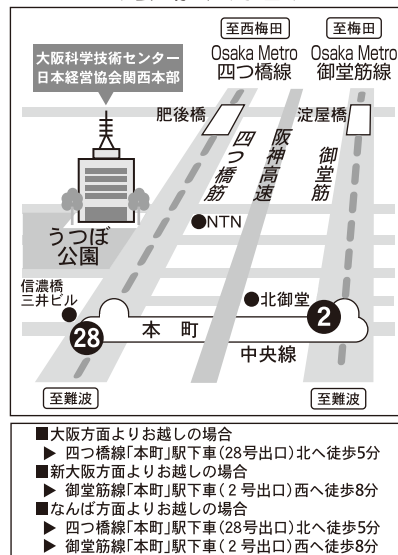 至西梅田
至梅田
大阪科学技術センター
日本経営協会関西本部
Osaka Metro
四つ橋線
Osaka Metro
御堂筋線
肥後橋
淀屋橋
四つ橋筋
阪神高速
御堂筋
●NTN
うつぼ
公園
信濃橋
三井ビル
●北御堂
2
28
本町
中央線
至難波
至難波
■大阪方面よりお越しの場合
▶ 四つ橋線「本町」駅下車(28号出口)北へ徒歩5分
■新大阪方面よりお越しの場合
▶ 御堂筋線「本町」駅下車(2号出口)西へ徒歩8分
■なんば方面よりお越しの場合
▶ 四つ橋線「本町」駅下車(28号出口)北へ徒歩5分
▶ 御堂筋線「本町」駅下車(2号出口)西へ徒歩8分